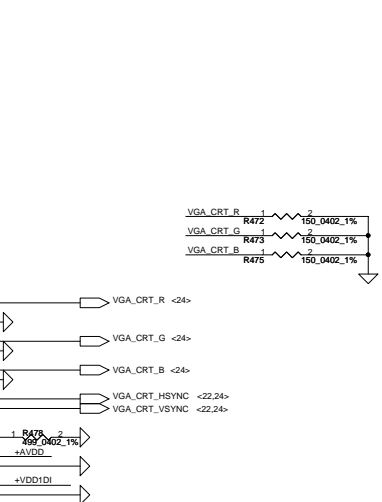 VGA_CRT_R 1 2
R472 150_0402_1%
VGA_CRT_G 1 2
R473 150_0402_1%
VGA_CRT_B 1 2
R475 150_0402_1%
VGA_CRT_R <24>
VGA_CRT_G <24>
VGA_CRT_B <24>
VGA_CRT_HSYNC <22,24>
VGA_CRT_VSYNC <22,24>
1 R478 2
499_0402_1%
+AVDD
+VDD1DI